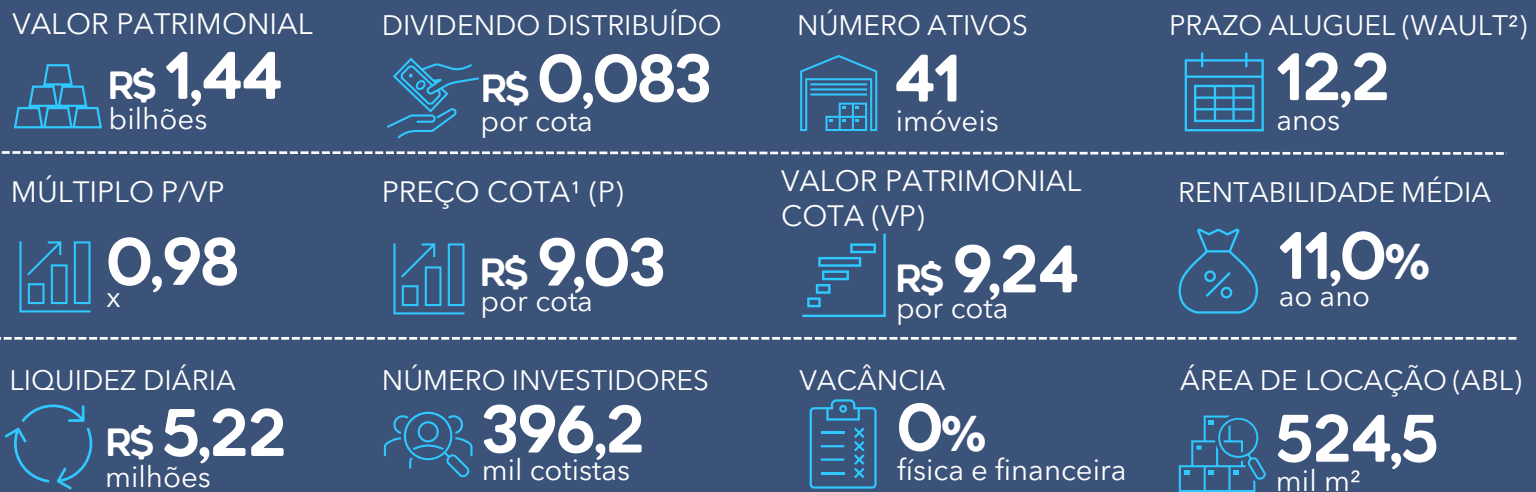 VALOR PATRIMONIAL
R$ 1,44
bilhões
DIVIDENDO DISTRIBUÍDO
R$ 0,083
por cota
NÚMERO ATIVOS
41
imóveis
PRAZO ALUGUEL (WAULT²)
12,2
anos
MÚLTIPLO P/VP
0,98
x
PREÇO COTA¹ (P)
R$ 9,03
por cota
VALOR PATRIMONIAL
COTA (VP)
R$ 9,24
por cota
RENTABILIDADE MÉDIA
11,0%
ao ano
LIQUIDEZ DIÁRIA
R$ 5,22
milhões
NÚMERO INVESTIDORES
396,2
mil cotistas
VACÂNCIA
0%
física e financeira
ÁREA DE LOCAÇÃO (ABL)
524,5
mil m²